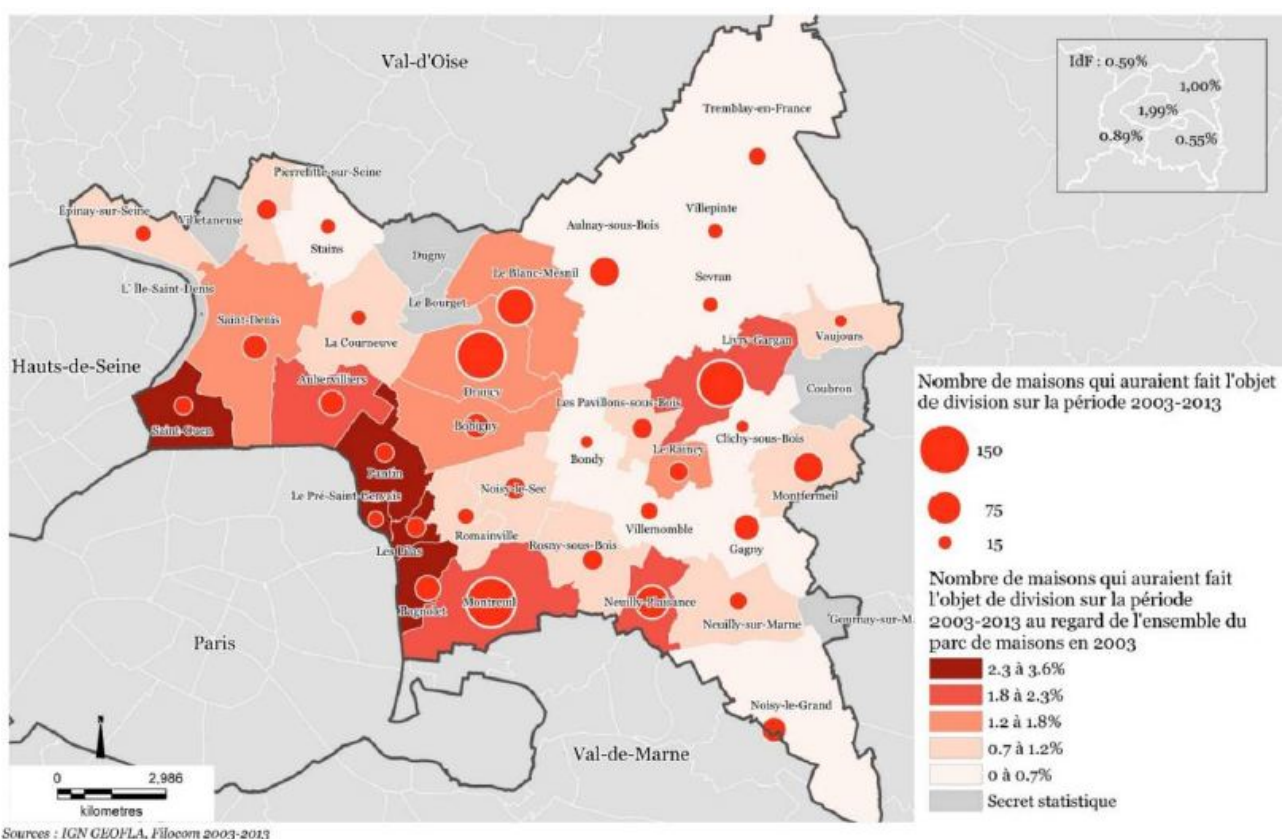 Val-d'Oise
IdF : 0.59%
1,00%
1,99%
0.89%
0.55%
Tremblay-en-France
Pierrefitte-sur-Seine
Épinay-sur-Seine
Villetaneuse
Villepinte
Aulnay-sous-Bois
Stains
Dugny
Sevran
Le Blanc-Mesnil
L' Île-Saint-Denis
Le Bourget
Saint-Denis
La Courneuve
Livry-Gargan
Vaujours
Hauts-de-Seine
Aubervilliers
Drancy
Coubron
Les Pavillons-sous-Bois
Saint-Ouen
Bobigny
Clichy-sous-Bois
Le Raincy
Bondy
Pantin
Montfermeil
Le Pré-Saint-Gervais
Noisy-le-Sec
Villemomble
Les Lilas
Romainville
Rosny-sous-Bois
Gagny
Bagnolet
Montreuil
Neuilly-Plaisance
Neuilly-sur-Marne
Gournay-sur-M
Paris
Noisy-le-Grand
Val-de-Marne
N
0 2,986
kilometres
Nombre de maisons qui auraient fait l'objet
de division sur la période 2003-2013
150
75
15
Nombre de maisons qui auraient fait
l'objet de division sur la période
2003-2013 au regard de l'ensemble du
parc de maisons en 2003
2.3 à 3.6%
1.8 à 2.3%
1.2 à 1.8%
0.7 à 1.2%
0 à 0.7%
Secret statistique
Sources : IGN GEOFLA, Filocom 2003-2013